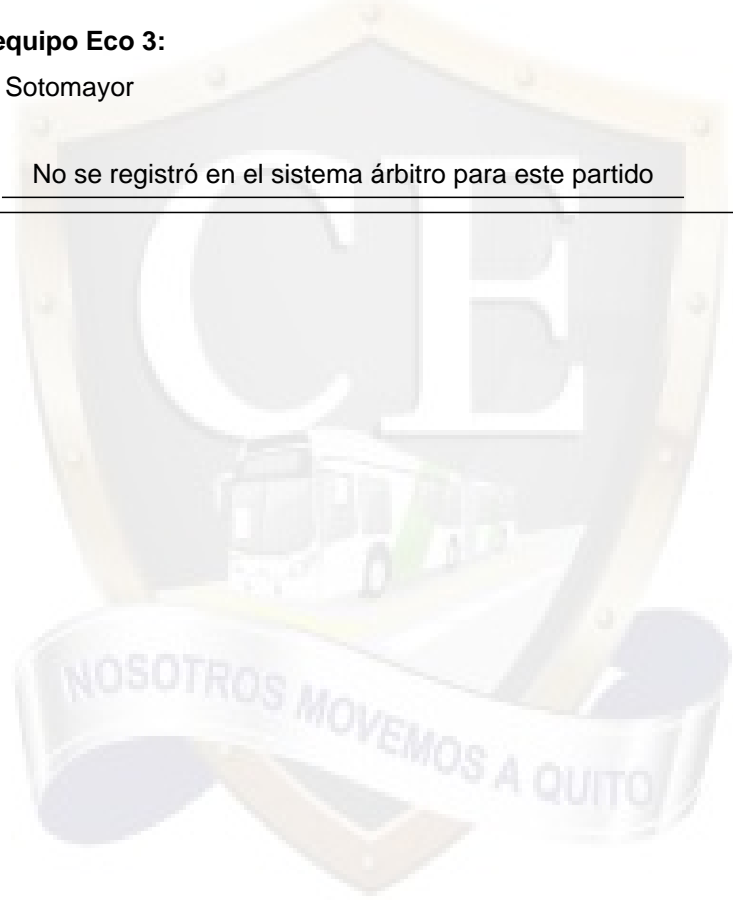 equipo Eco 3:
Sotomayor
No se registró en el sistema árbitro para este partido
CE
NOSOTROS MOVEMOS A QUITO